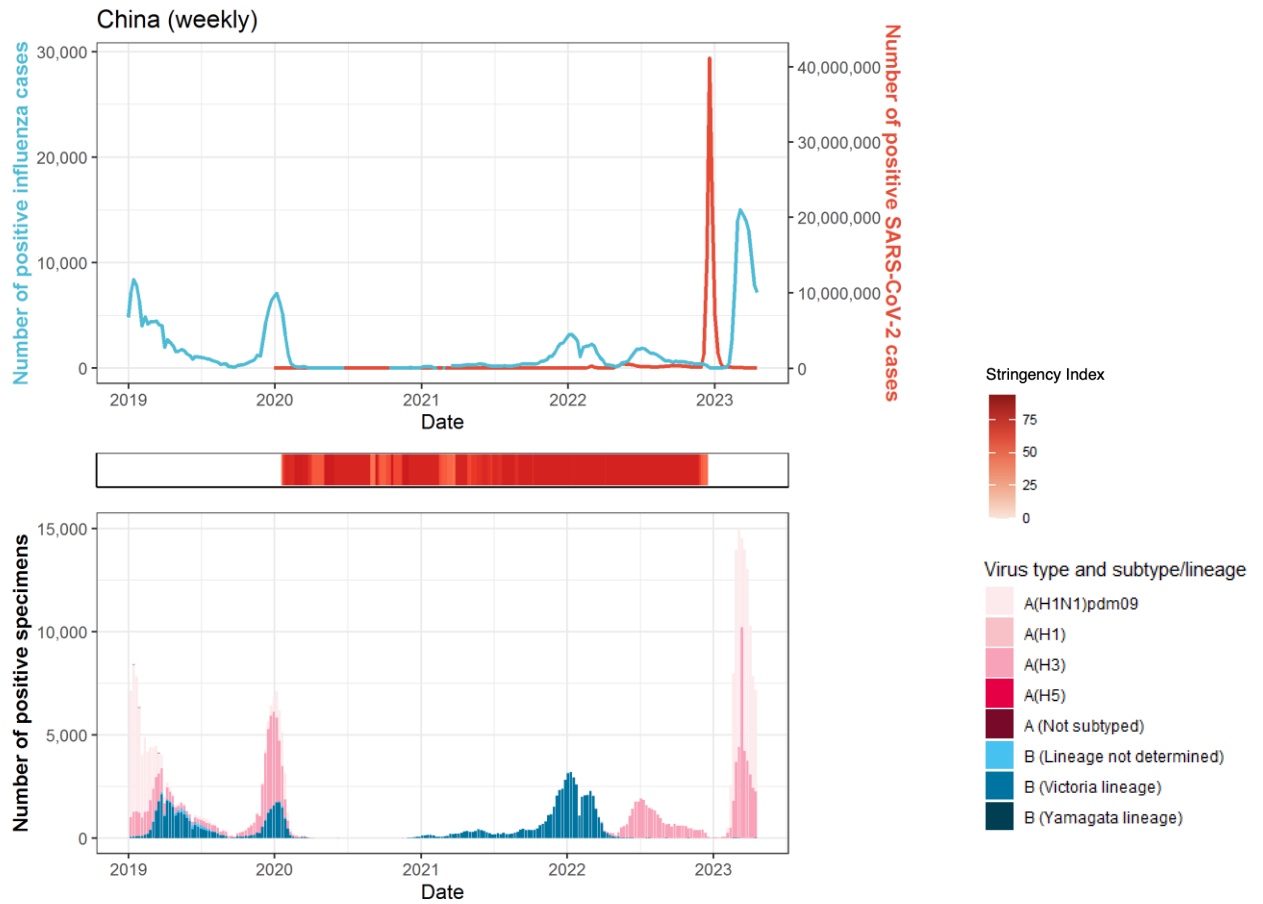 China (weekly)
Number of positive influenza cases
30,000
20,000
10,000
0
Number of positive SARS-CoV-2 cases
40,000,000
30,000,000
20,000,000
10,000,000
0
2019 2020 2021 2022 2023
Date
Stringency Index
75
50
25
0
Number of positive specimens
15,000
10,000
5,000
0
2019 2020 2021 2022 2023
Date
Virus type and subtype/lineage
A(H1N1)pdm09
A(H1)
A(H3)
A(H5)
A (Not subtyped)
B (Lineage not determined)
B (Victoria lineage)
B (Yamagata lineage)